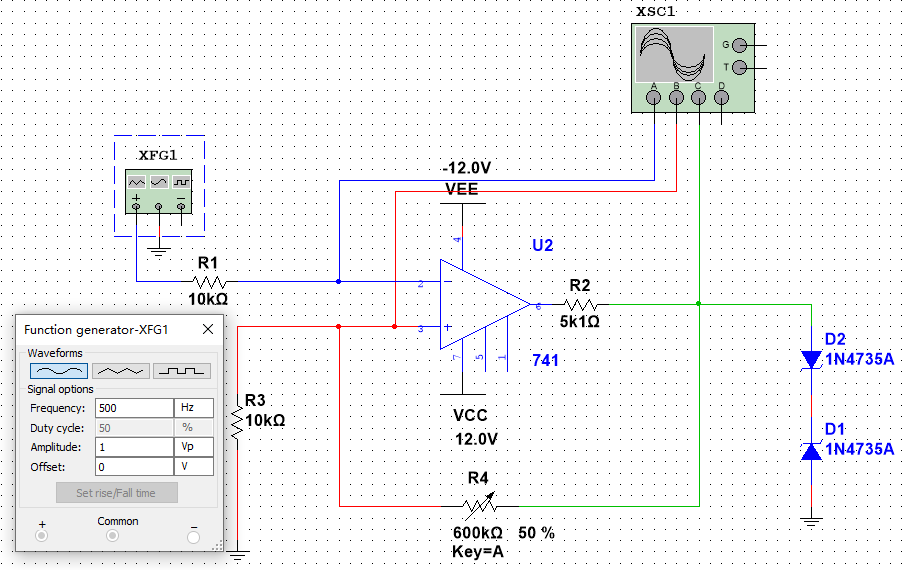 XSC1
G
T
A B C D
XFG1
+ −
-12.0V
VEE
4
U2
R1
10kΩ
2
−
R2
5k1Ω
6
3
+
741
7 5 1
VCC
12.0V
D2
1N4735A
D1
1N4735A
R3
10kΩ
R4
600kΩ 50 %
Key=A
Function generator-XFG1
Waveforms
Signal options
Frequency: 500 Hz
Duty cycle: 50 %
Amplitude: 1 Vp
Offset: 0 V
Set rise/Fall time
+ Common −